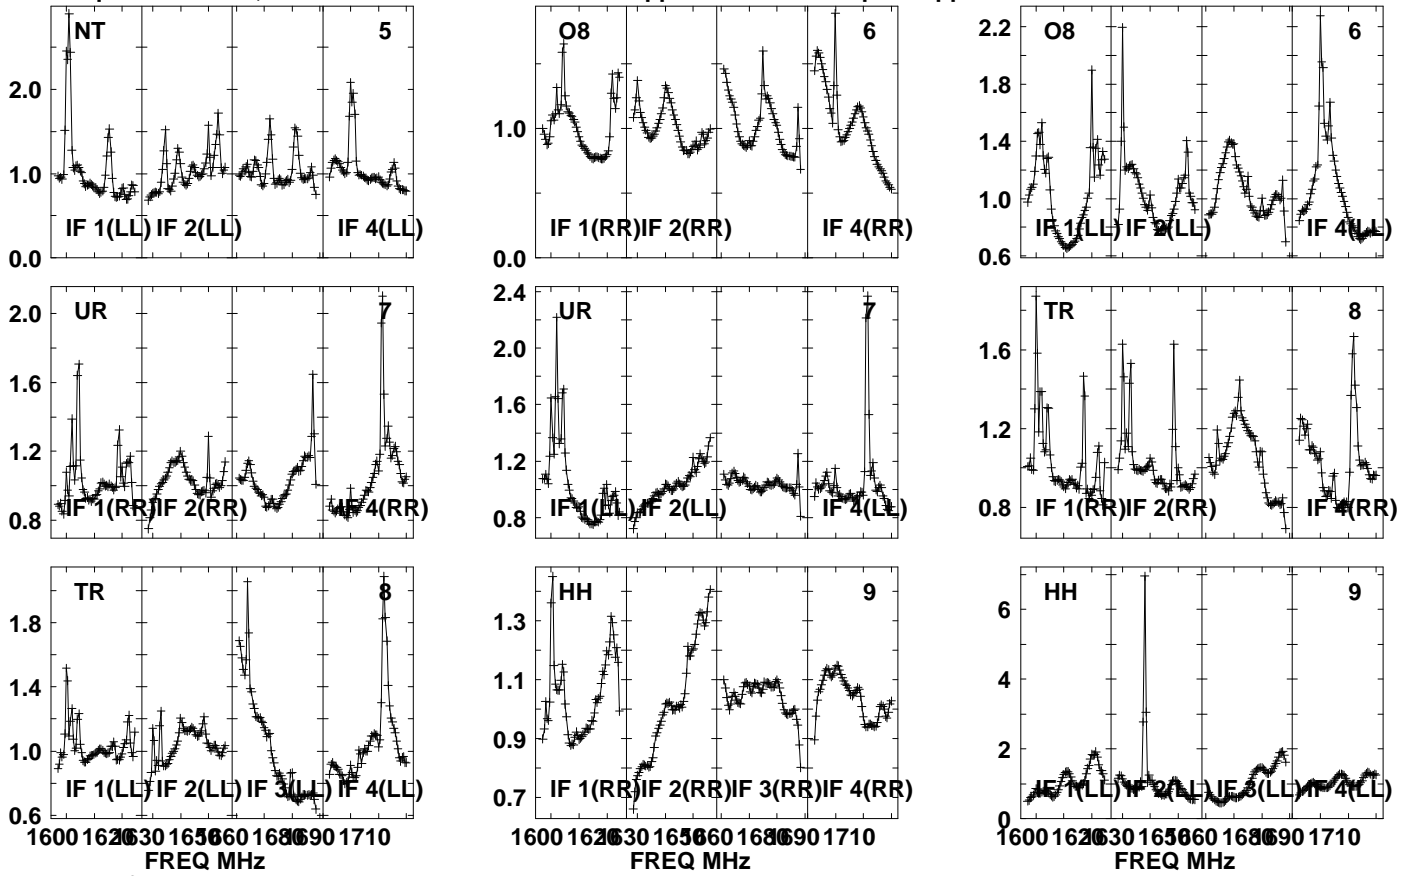 NT 5
2.0
1.0
0.0
IF 1(LL) IF 2(LL) IF 4(LL)
O8 6
1.0
0.0
IF 1(RR) IF 2(RR) IF 4(RR)
O8 6
2.2
1.8
1.4
1.0
0.6
IF 1(LL) IF 2(LL) IF 4(LL)
UR 7
2.0
1.6
1.2
0.8
IF 1(RR) IF 2(RR) IF 4(RR)
UR 7
2.4
2.0
1.6
1.2
0.8
IF 1(LL) IF 2(LL) IF 4(LL)
TR 8
1.6
1.2
0.8
IF 1(RR) IF 2(RR) IF 4(RR)
TR 8
1.8
1.4
1.0
0.6
IF 1(LL) IF 2(LL) IF 3(LL) IF 4(LL)
1600 1620 1630 1650 1660 1680 1690 1710
FREQ MHz
HH 9
1.3
1.1
0.9
0.7
IF 1(RR) IF 2(RR) IF 3(RR) IF 4(RR)
1600 1620 1630 1650 1660 1680 1690 1710
FREQ MHz
HH 9
6
4
2
0
IF 1(LL) IF 2(LL) IF 3(LL) IF 4(LL)
1600 1620 1630 1650 1660 1680 1690 1710
FREQ MHz